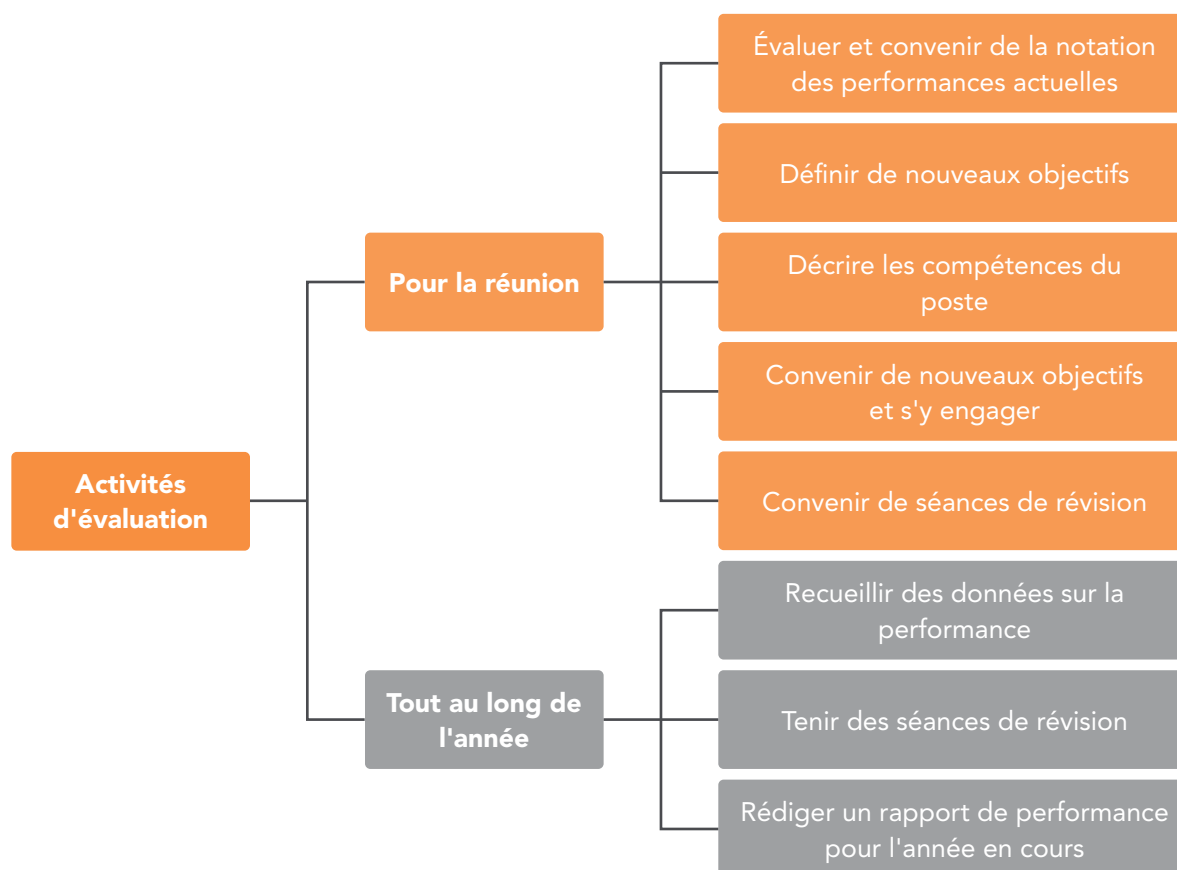 Évaluer et convenir de la notation
des performances actuelles
Définir de nouveaux objectifs
Pour la réunion
Décrire les compétences du
poste
Convenir de nouveaux objectifs
et s'y engager
Activités
d'évaluation
Convenir de séances de révision
Recueillir des données sur la
performance
Tout au long de
l'année
Tenir des séances de révision
Rédiger un rapport de performance
pour l'année en cours